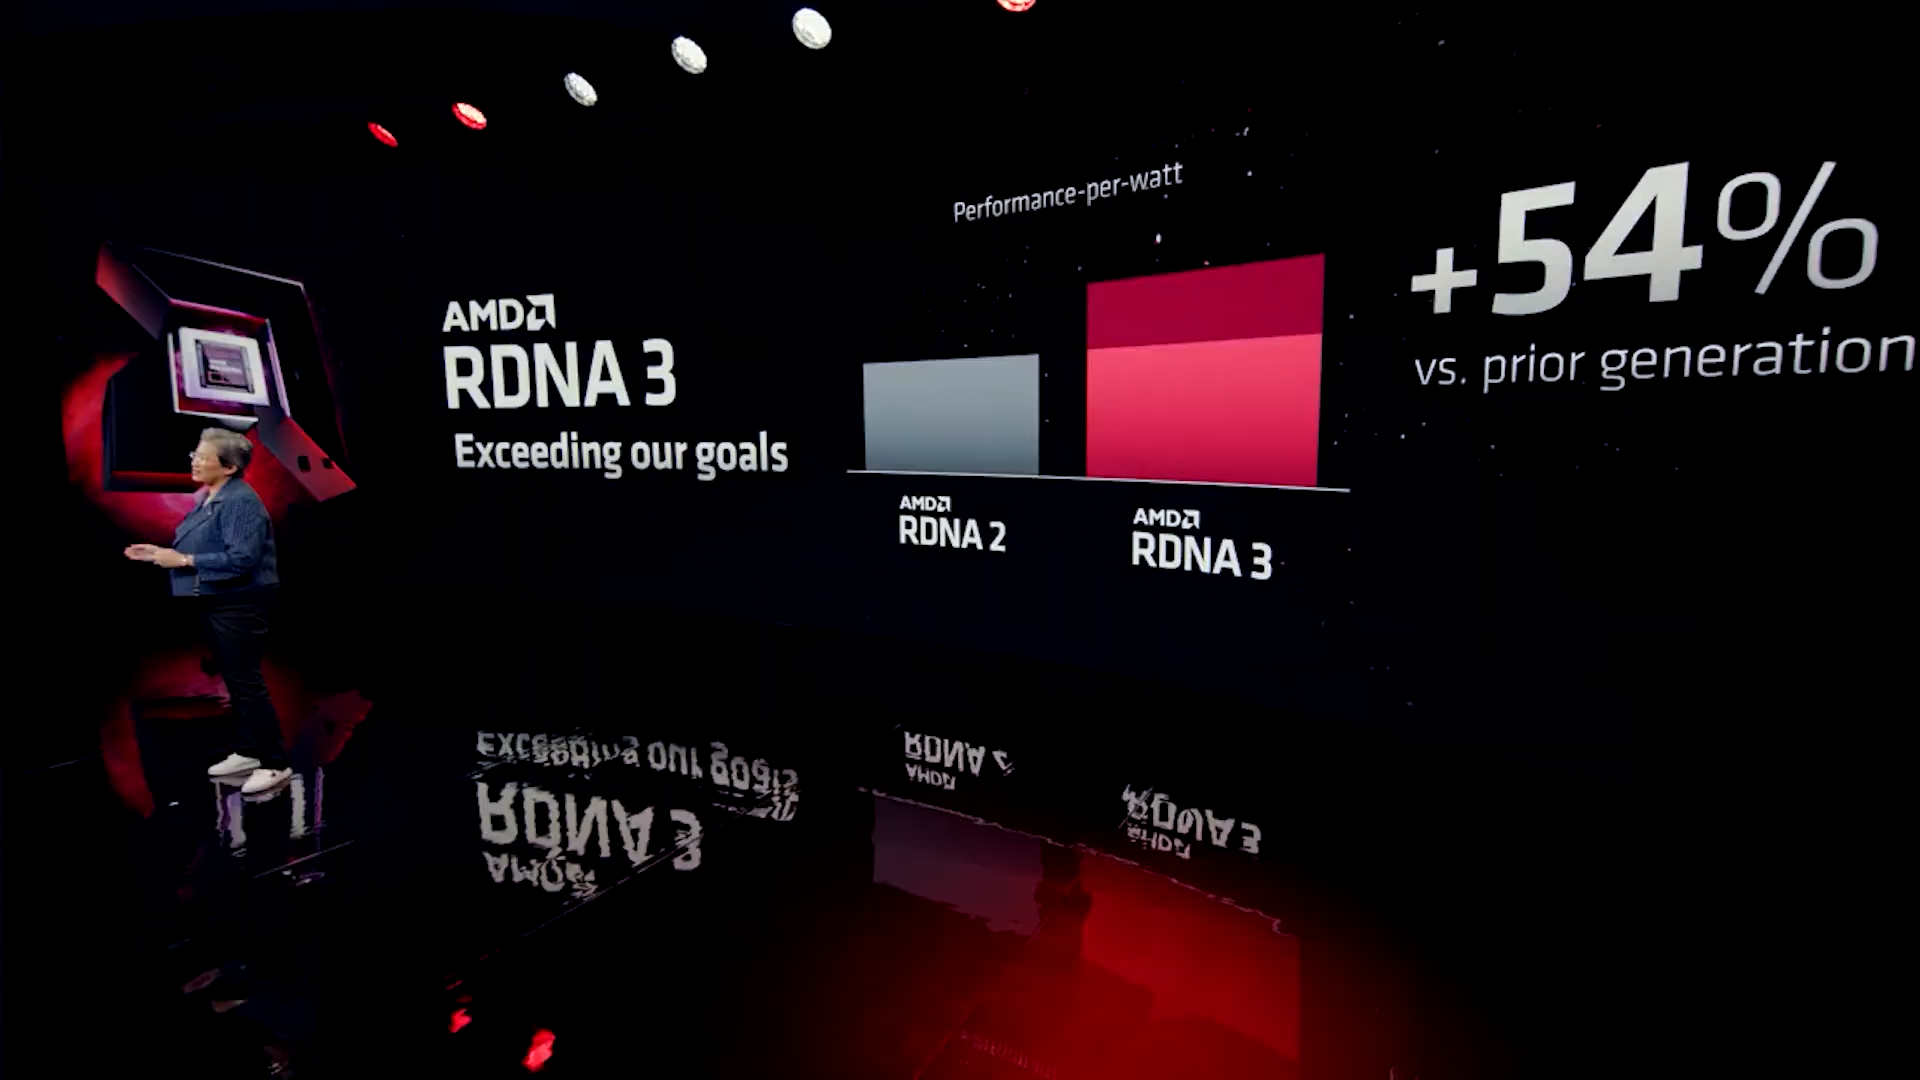 AMD
RDNA 3
Exceeding our goals
Performance-per-watt
AMD
RDNA 2
AMD
RDNA 3
+54%
vs. prior generation